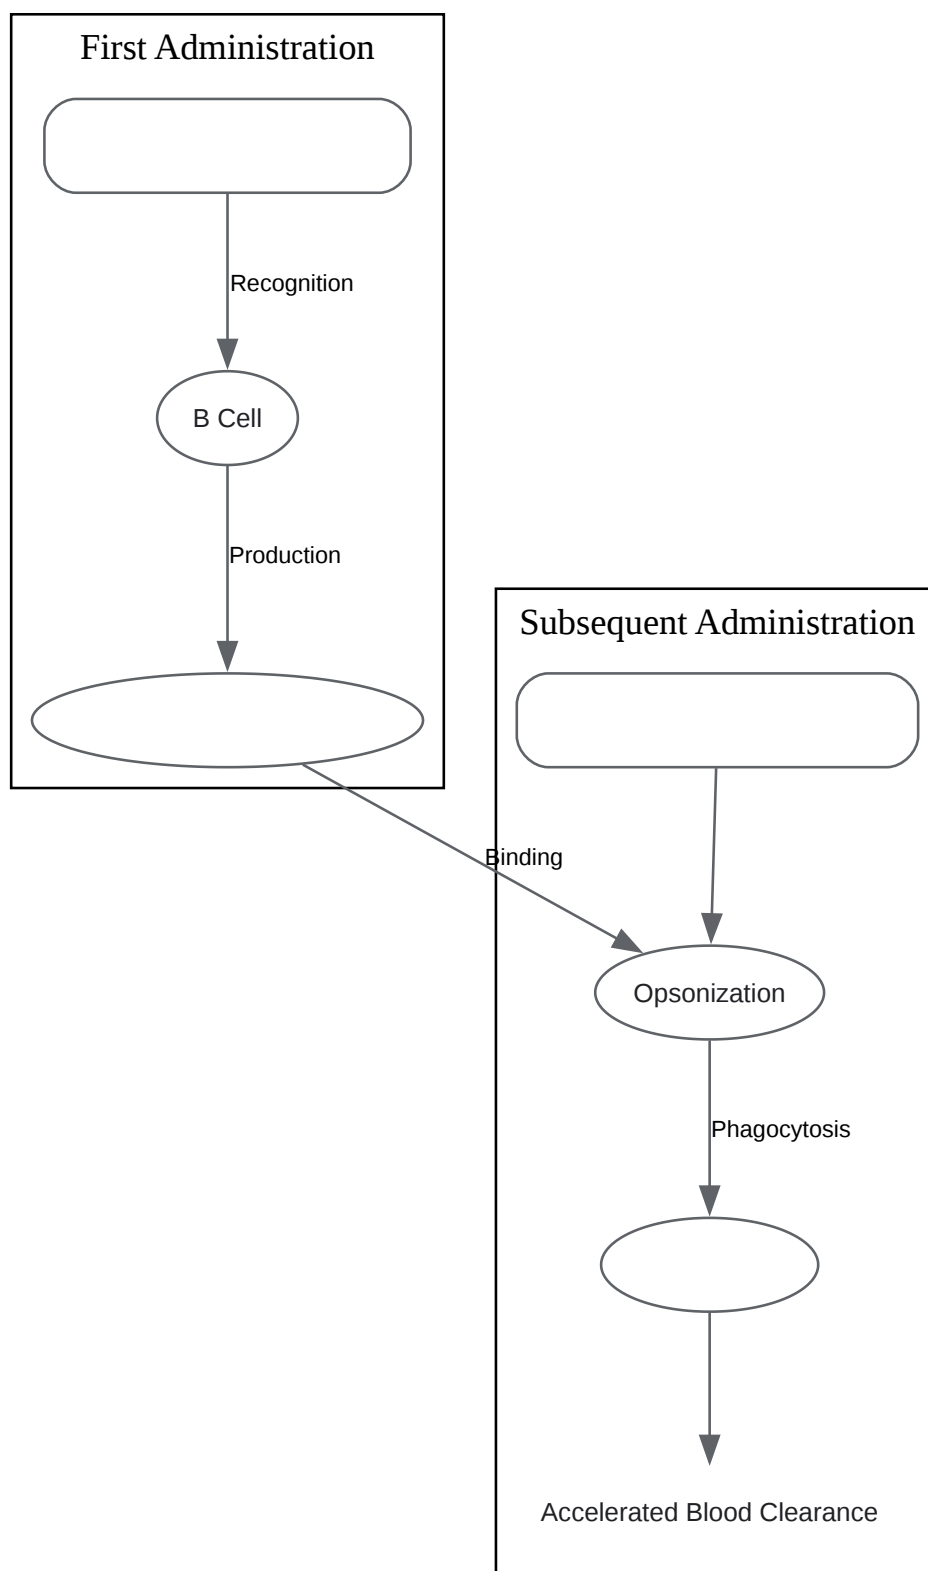 First Administration
Recognition
B Cell
Production
Subsequent Administration
Binding
Opsonization
Phagocytosis
Accelerated Blood Clearance